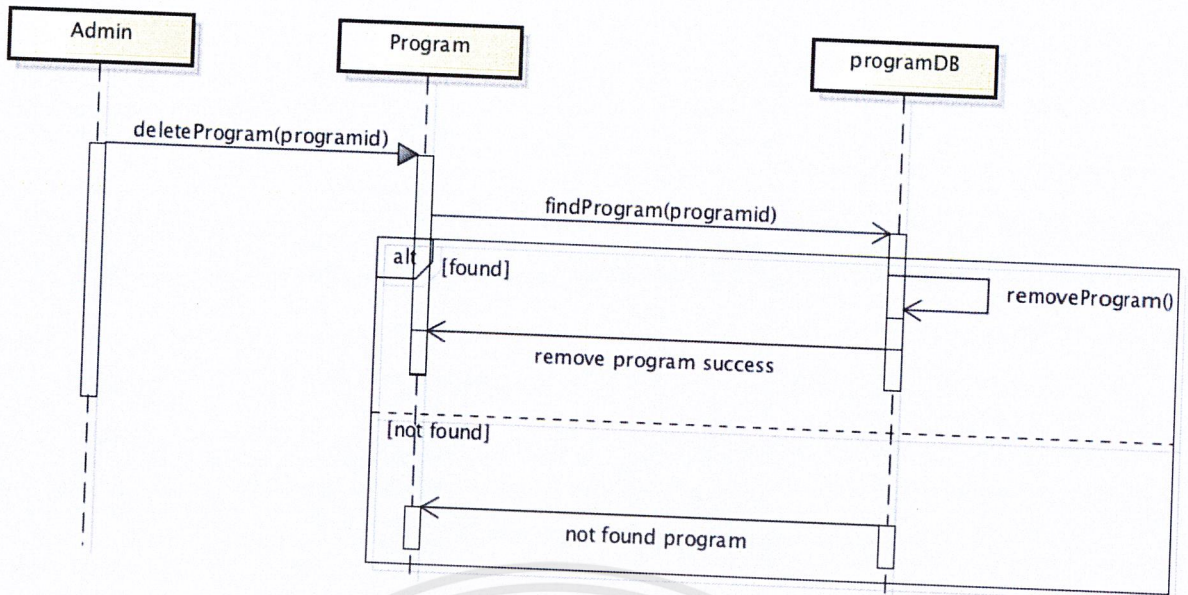 Admin
Program
programDB
deleteProgram(programid)
findProgram(programid)
alt
[found]
removeProgram()
remove program success
[not found]
not found program